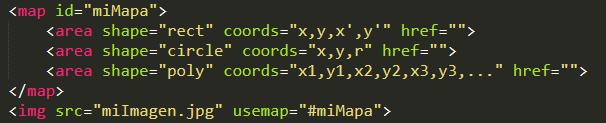 <map id="miMapa">
<area shape="rect" coords="x,y,x',y'" href="">
<area shape="circle" coords="x,y,r" href="">
<area shape="poly" coords="x1,y1,x2,y2,x3,y3,..." href="">
</map>
<img src="miImagen.jpg" usemap="#miMapa">